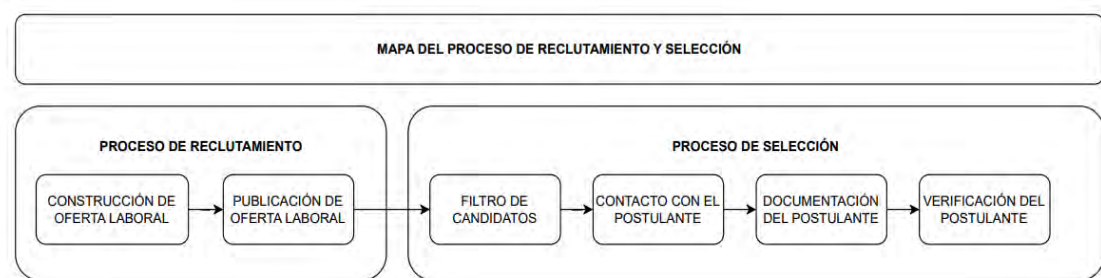 MAPA DEL PROCESO DE RECLUTAMIENTO Y SELECCIÓN
PROCESO DE RECLUTAMIENTO
CONSTRUCCIÓN DE
OFERTA LABORAL
PUBLICACIÓN DE
OFERTA LABORAL
PROCESO DE SELECCIÓN
FILTRO DE
CANDIDATOS
CONTACTO CON EL
POSTULANTE
DOCUMENTACIÓN
DEL POSTULANTE
VERIFICACIÓN DEL
POSTULANTE